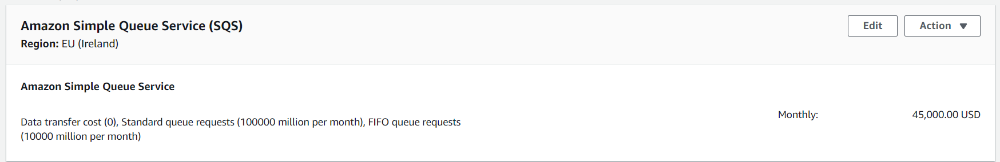 Amazon Simple Queue Service (SQS)
Edit
Action
Region: EU (Ireland)
Amazon Simple Queue Service
Data transfer cost (0), Standard queue requests (100000 million per month), FIFO queue requests
(10000 million per month)
Monthly:
45,000.00 USD